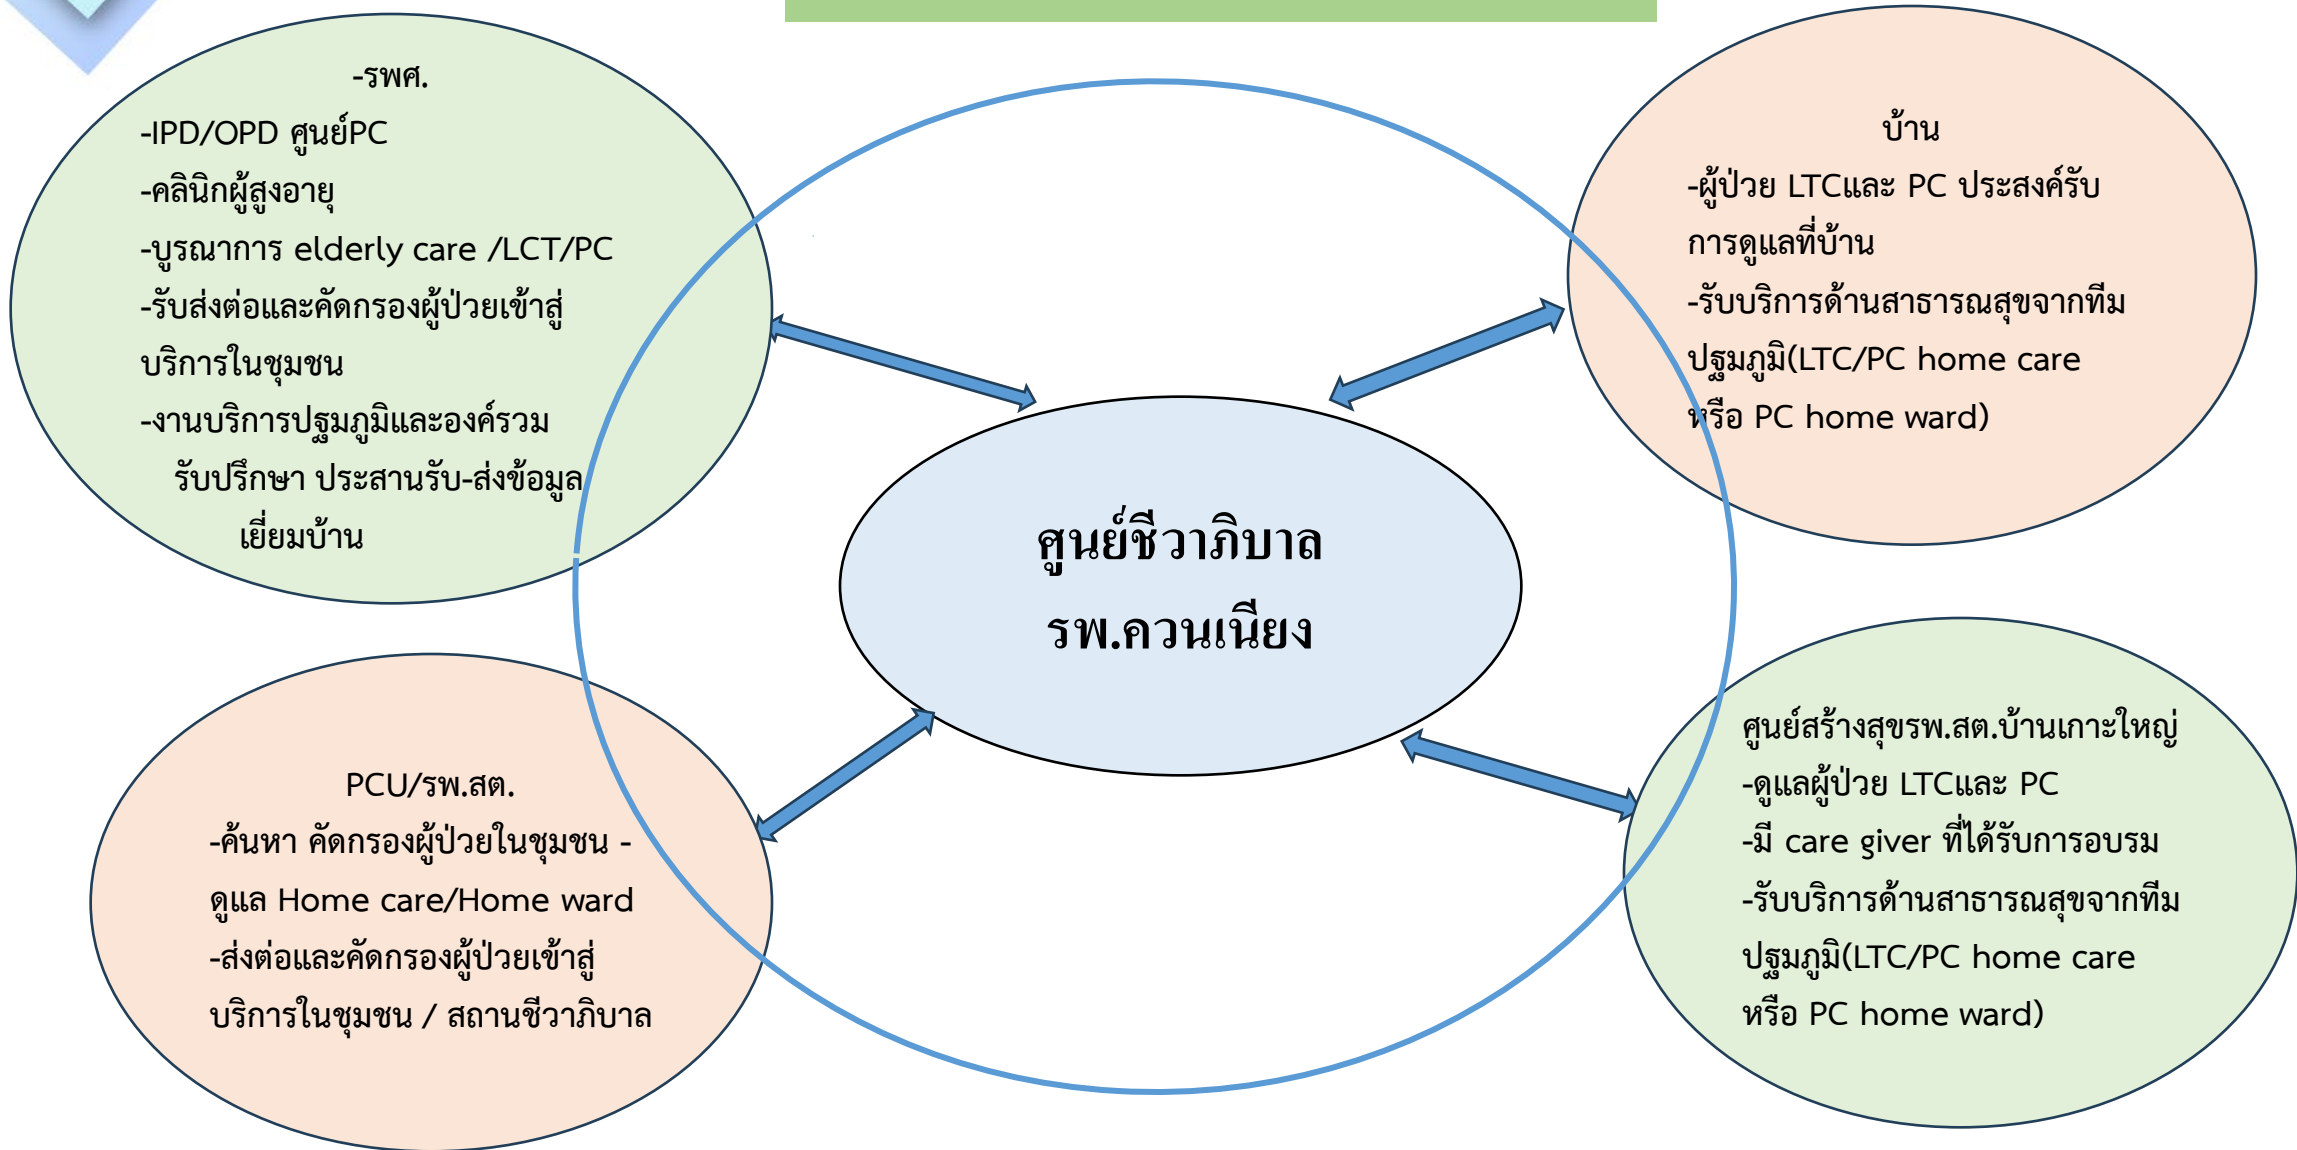 -รพศ.
-IPD/OPD ศูนย์PC
-คลินิกผู้สูงอายุ
-บูรณาการ elderly care /LCT/PC
-รับส่งต่อและคัดกรองผู้ป่วยเข้าสู่
บริการในชุมชน
-งานบริการปฐมภูมิและองค์รวม
รับปรึกษา ประสานรับ-ส่งข้อมูล
เยี่ยมบ้าน
บ้าน
-ผู้ป่วย LTCและ PC ประสงค์รับ
การดูแลที่บ้าน
-รับบริการด้านสาธารณสุขจากทีม
ปฐมภูมิ(LTC/PC home care
หรือ PC home ward)
ศูนย์ชีวาภิบาล
รพ.ควนเนียง
PCU/รพ.สต.
-ค้นหา คัดกรองผู้ป่วยในชุมชน -
ดูแล Home care/Home ward
-ส่งต่อและคัดกรองผู้ป่วยเข้าสู่
บริการในชุมชน / สถานชีวาภิบาล
ศูนย์สร้างสุขรพ.สต.บ้านเกาะใหญ่
-ดูแลผู้ป่วย LTCและ PC
-มี care giver ที่ได้รับการอบรม
-รับบริการด้านสาธารณสุขจากทีม
ปฐมภูมิ(LTC/PC home care
หรือ PC home ward)